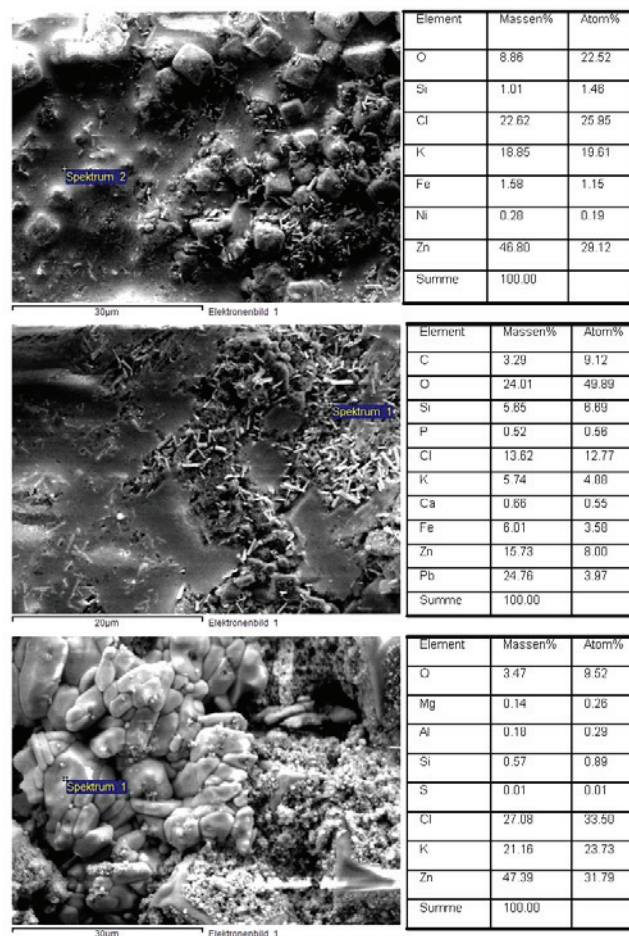 Element Massen% Atom%
O 8.86 22.52
Si 1.01 1.46
Cl 22.62 25.95
K 18.85 19.61
Fe 1.58 1.15
Ni 0.28 0.19
Zn 46.80 29.12
Summe 100.00
Spektrum 2
30µm Elektronenbild 1
Element Massen% Atom%
C 3.29 9.12
O 24.01 49.89
Si 5.65 6.69
P 0.52 0.56
Cl 13.62 12.77
K 5.74 4.88
Ca 0.66 0.55
Fe 6.01 3.58
Zn 15.73 8.00
Pb 24.76 3.97
Summe 100.00
Spektrum 1
20µm Elektronenbild 1
Element Massen% Atom%
O 3.47 9.52
Mg 0.14 0.26
Al 0.18 0.29
Si 0.57 0.89
S 0.01 0.01
Cl 27.08 33.50
K 21.16 23.73
Zn 47.39 31.79
Summe 100.00
Spektrum 1
30µm Elektronenbild 1